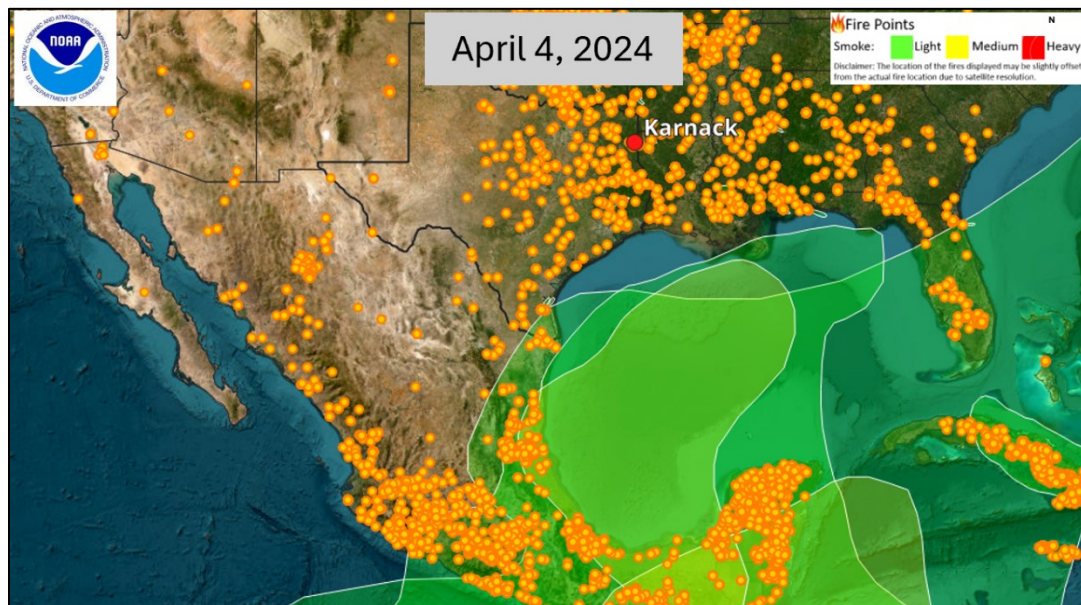 NATIONAL OCEANIC AND ATMOSPHERIC ADMINISTRATION
NOAA
U.S. DEPARTMENT OF COMMERCE
April 4, 2024
Fire Points
N
Smoke: Light Medium Heavy
Disclaimer: The location of the fires displayed may be slightly offset
from the actual fire location due to satellite resolution.
Karnack